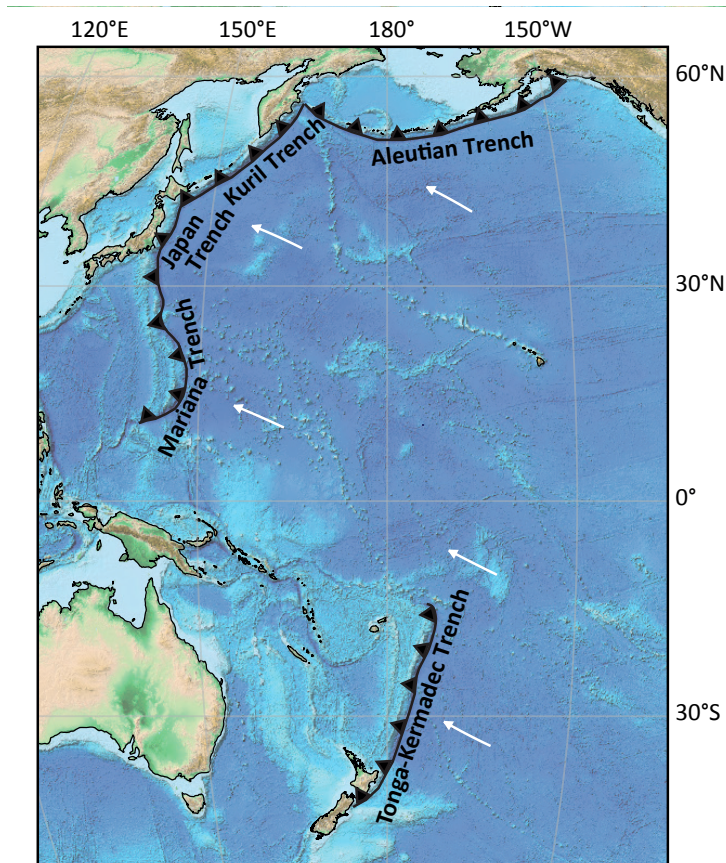 120°E
150°E
180°
150°W
60°N
Aleutian Trench
Kuril Trench
Japan
Trench
30°N
Mariana Trench
0°
Tonga-Kermadec Trench
30°S